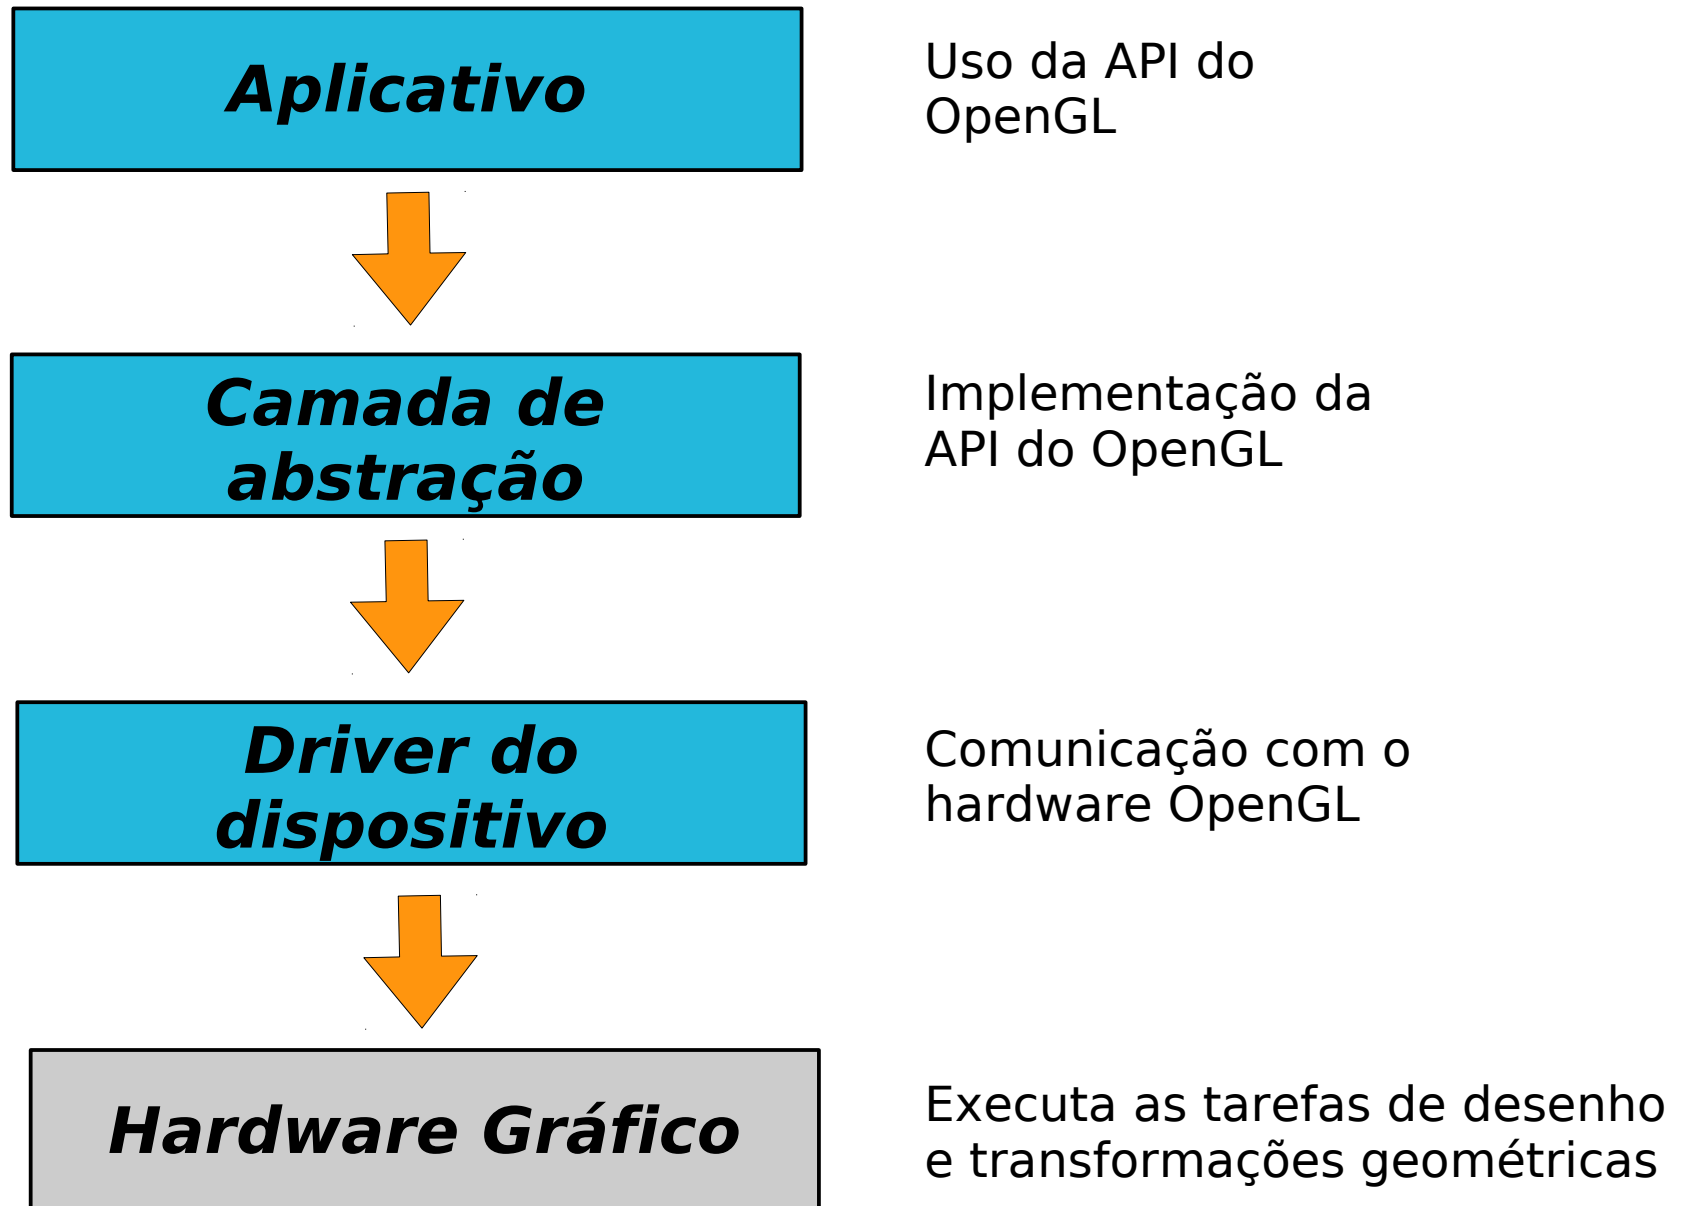 Aplicativo
Uso da API do
OpenGL
Camada de
abstração
Implementação da
API do OpenGL
Driver do
dispositivo
Comunicação com o
hardware OpenGL
Hardware Gráfico
Executa as tarefas de desenho
e transformações geométricas